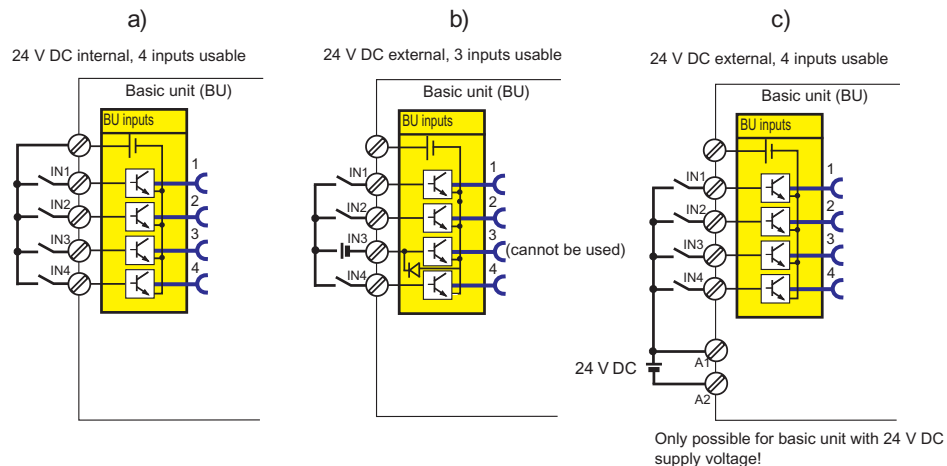 a)
24 V DC internal, 4 inputs usable
Basic unit (BU)
BU inputs
1
IN1
2
IN2
3
IN3
4
IN4
b)
24 V DC external, 3 inputs usable
Basic unit (BU)
BU inputs
1
IN1
2
IN2
3
IN3
(cannot be used)
4
IN4
c)
24 V DC external, 4 inputs usable
Basic unit (BU)
BU inputs
1
IN1
2
IN2
3
IN3
4
IN4
24 V DC
A1
A2
Only possible for basic unit with 24 V DC
supply voltage!